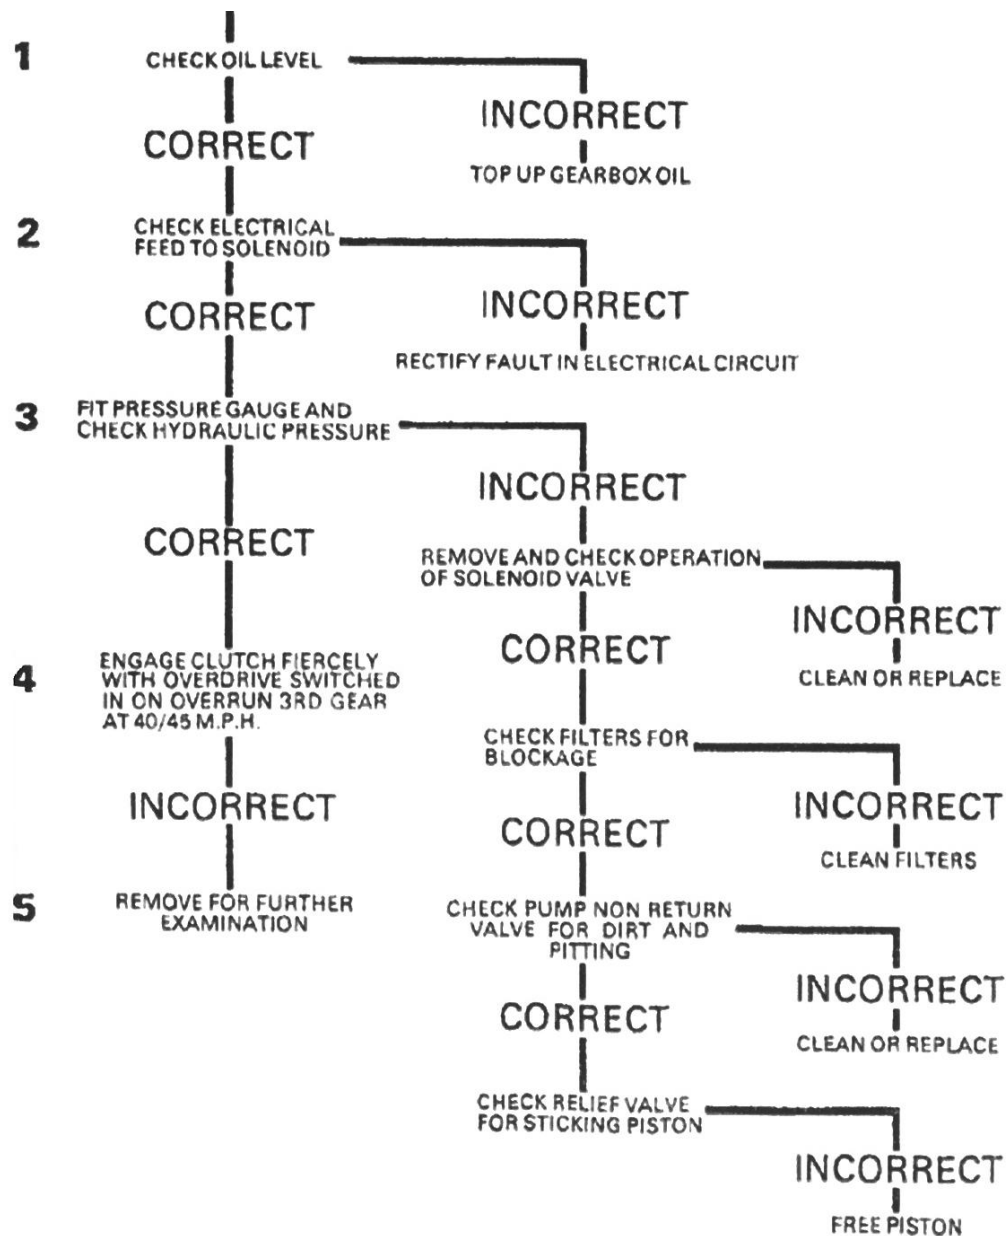 1
CHECK OIL LEVEL
INCORRECT
CORRECT
TOP UP GEARBOX OIL
2
CHECK ELECTRICAL
FEED TO SOLENOID
INCORRECT
CORRECT
RECTIFY FAULT IN ELECTRICAL CIRCUIT
3
FIT PRESSURE GAUGE AND
CHECK HYDRAULIC PRESSURE
INCORRECT
CORRECT
REMOVE AND CHECK OPERATION
OF SOLENOID VALVE
INCORRECT
CORRECT
CLEAN OR REPLACE
4
ENGAGE CLUTCH FIERCELY
WITH OVERDRIVE SWITCHED
IN ON OVERRUN 3RD GEAR
AT 40/45 M.P.H.
CHECK FILTERS FOR
BLOCKAGE
INCORRECT
INCORRECT
CORRECT
CLEAN FILTERS
5
REMOVE FOR FURTHER
EXAMINATION
CHECK PUMP NON RETURN
VALVE FOR DIRT AND
PITTING
INCORRECT
CORRECT
CLEAN OR REPLACE
CHECK RELIEF VALVE
FOR STICKING PISTON
INCORRECT
FREE PISTON